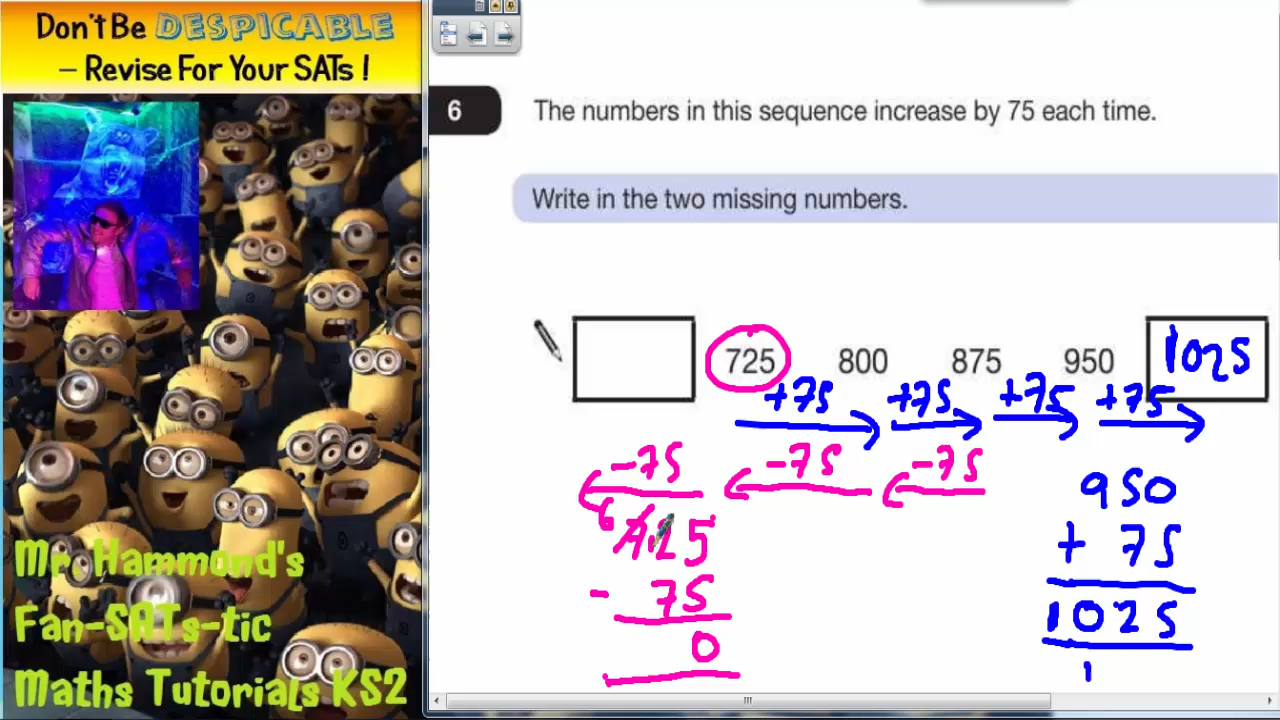 Don't Be DESPICABLE
– Revise For Your SATs !
6
The numbers in this sequence increase by 75 each time.
Write in the two missing numbers.
725 800 875 950 1025
+75 +75 +75 +75
-75 -75 -75
6
725
- 75
0
950
+ 75
1025
1
Mr Hammond's
Fan-SATs-tic
Maths Tutorials KS2